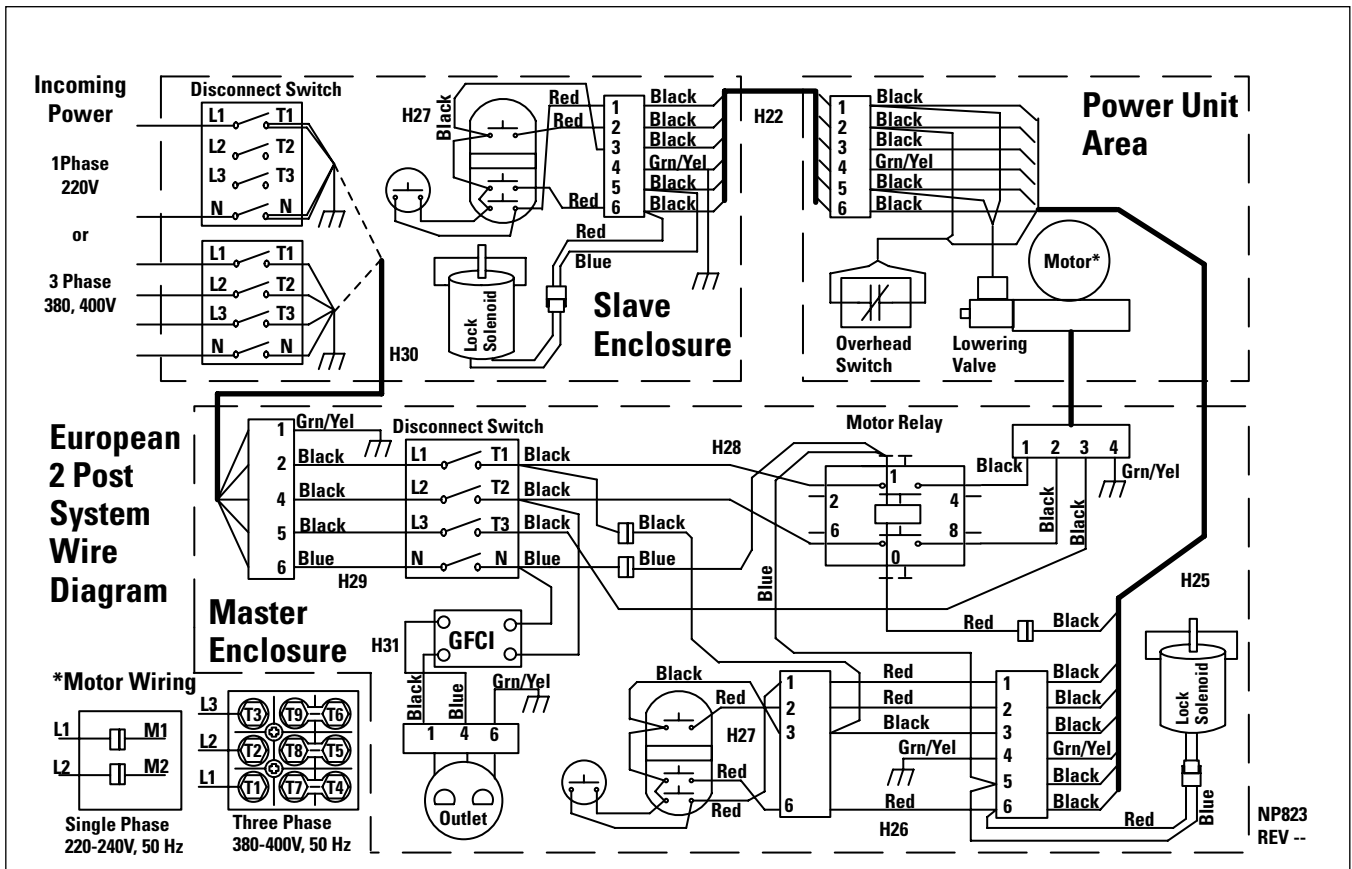 Incoming
Power
1Phase
220V
or
3 Phase
380, 400V
Disconnect Switch
L1 T1
L2 T2
L3 T3
N N
L1 T1
L2 T2
L3 T3
N N
H30
H27
Black
Red
Red
Red
1 Black
2 Black
3 Black
4 Grn/Yel
5 Black
6 Black
Red
Blue
Lock
Solenoid
Slave
Enclosure
H22
1 Black
2 Black
3 Black
4 Grn/Yel
5 Black
6 Black
Power Unit
Area
Motor*
Overhead
Switch
Lowering
Valve
European
2 Post
System
Wire
Diagram
1 Grn/Yel
2 Black
4 Black
5 Black
6 Blue
H29
Disconnect Switch
L1 T1 Black
L2 T2 Black
L3 T3 Black
N N Blue
Black
Blue
H28
Motor Relay
1
2 4
6 8
0
Blue
Black
1 2 3 4
Black
Black
Grn/Yel
Red Black
H25
Master
Enclosure
H31
GFCI
Black
Blue
Grn/Yel
1 4 6
Outlet
Black
Red
H27
Red
Red
1
2
3
6
Red
Red
Black
Grn/Yel
Red
H26
1 Black
2 Black
3 Black
4 Grn/Yel
5 Black
6 Black
Red
Blue
Lock
Solenoid
*Motor Wiring
L1 M1
L2 M2
Single Phase
220-240V, 50 Hz
L3 T3 T9 T6
L2 T2 T8 T5
L1 T1 T7 T4
Three Phase
380-400V, 50 Hz
NP823
REV --